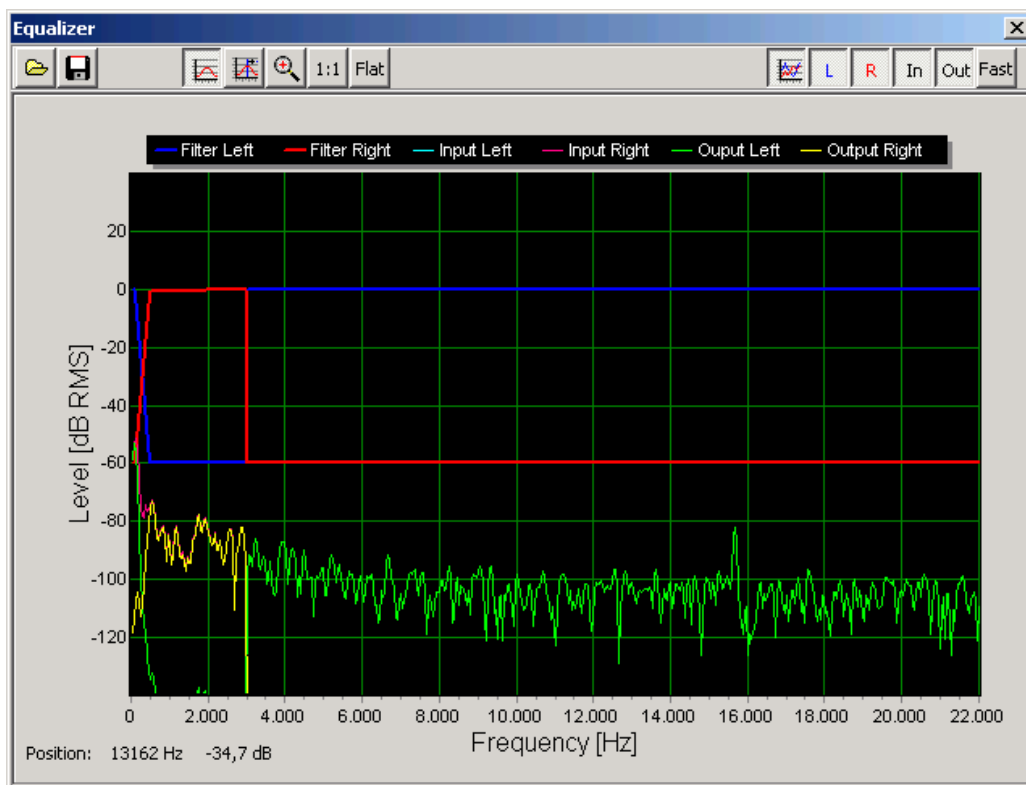 Equalizer
1:1 Flat L R In Out Fast
Filter Left Filter Right Input Left Input Right Ouput Left Output Right
Level [dB RMS]
20
0
-20
-40
-60
-80
-100
-120
0 2.000 4.000 6.000 8.000 10.000 12.000 14.000 16.000 18.000 20.000 22.000
Frequency [Hz]
Position: 13162 Hz -34,7 dB